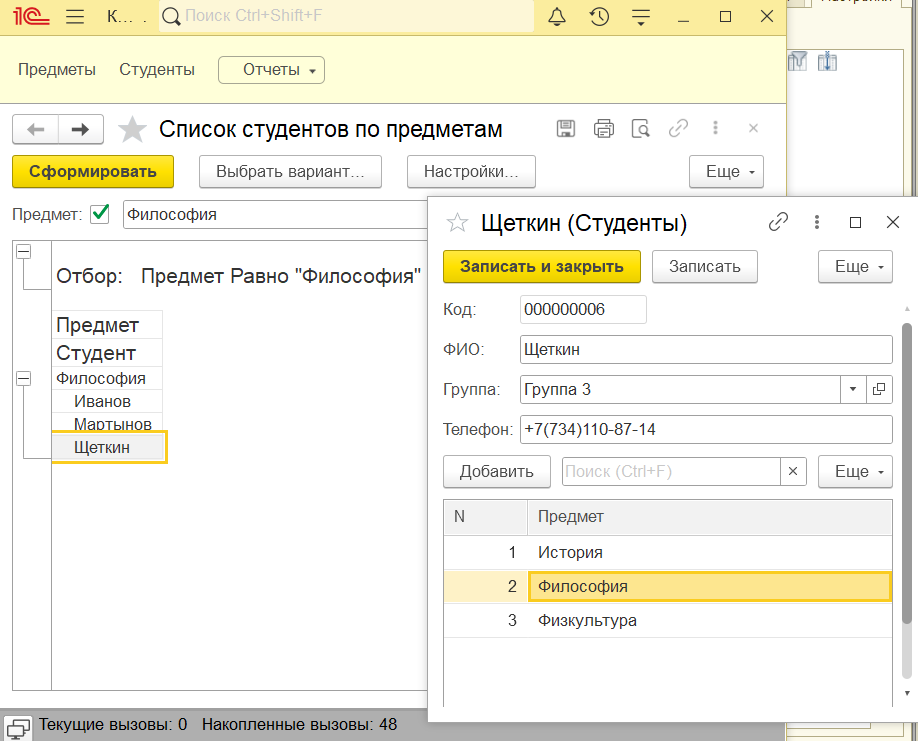 1С К... . Поиск Ctrl+Shift+F
Предметы Студенты Отчеты
Список студентов по предметам
Сформировать Выбрать вариант... Настройки... Еще
Предмет: Философия
Отбор: Предмет Равно "Философия"
Предмет
Студент
Философия
Иванов
Мартынов
Щеткин
Щеткин (Студенты)
Записать и закрыть Записать Еще
Код: 000000006
ФИО: Щеткин
Группа: Группа 3
Телефон: +7(734)110-87-14
Добавить Поиск (Ctrl+F) × Еще
N Предмет
1 История
2 Философия
3 Физкультура
Текущие вызовы: 0 Накопленные вызовы: 48